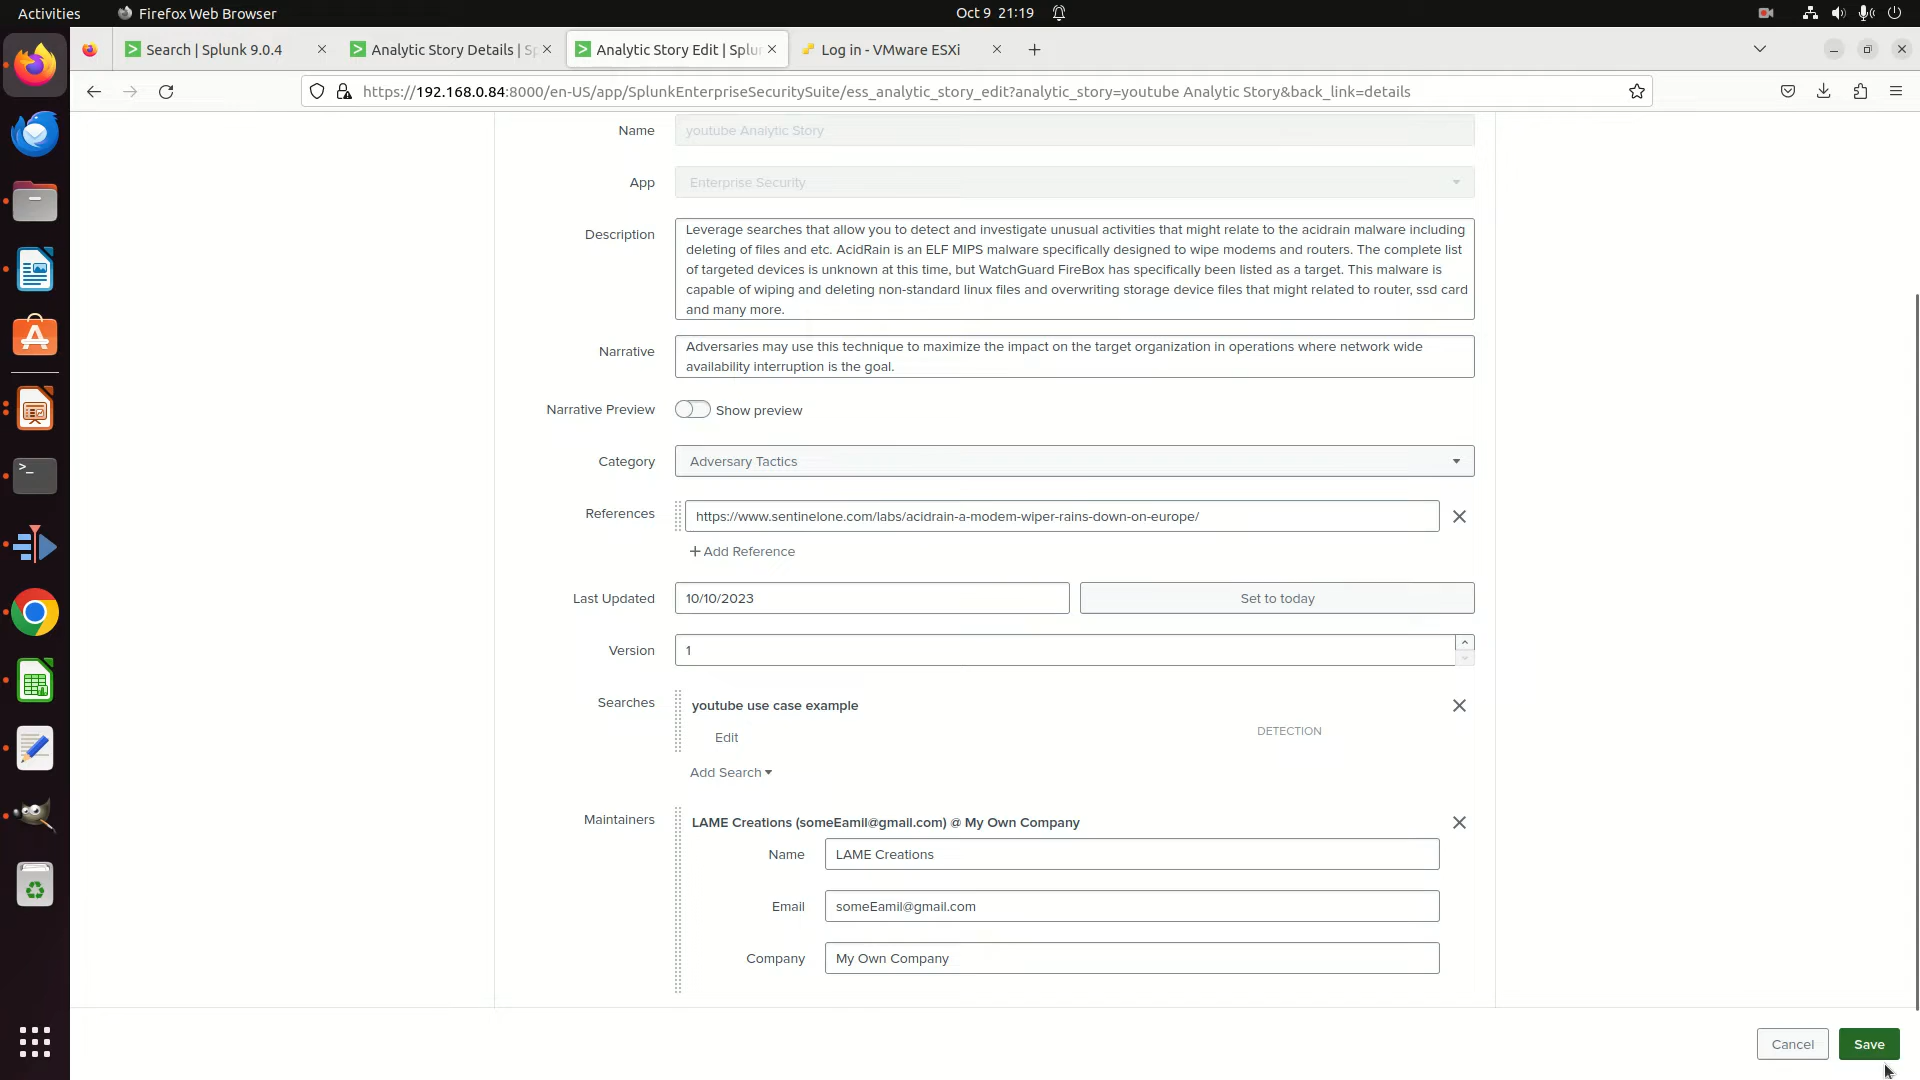 Activities
Firefox Web Browser
Oct 9 21:19
Search | Splunk 9.0.4
Analytic Story Details | Sp
Analytic Story Edit | Splu
Log in - VMware ESXi
https://192.168.0.84:8000/en-US/app/SplunkEnterpriseSecuritySuite/ess_analytic_story_edit?analytic_story=youtube Analytic Story&back_link=details
Name
youtube Analytic Story
App
Enterprise Security
Description
Leverage searches that allow you to detect and investigate unusual activities that might relate to the acidrain malware including
deleting of files and etc. AcidRain is an ELF MIPS malware specifically designed to wipe modems and routers. The complete list
of targeted devices is unknown at this time, but WatchGuard FireBox has specifically been listed as a target. This malware is
capable of wiping and deleting non-standard linux files and overwriting storage device files that might related to router, ssd card
and many more.
Narrative
Adversaries may use this technique to maximize the impact on the target organization in operations where network wide
availability interruption is the goal.
Narrative Preview
Show preview
Category
Adversary Tactics
References
https://www.sentinelone.com/labs/acidrain-a-modem-wiper-rains-down-on-europe/
+ Add Reference
Last Updated
10/10/2023
Set to today
Version
1
Searches
youtube use case example
Edit
DETECTION
Add Search
Maintainers
LAME Creations (someEamil@gmail.com) @ My Own Company
Name
LAME Creations
Email
someEamil@gmail.com
Company
My Own Company
Cancel
Save